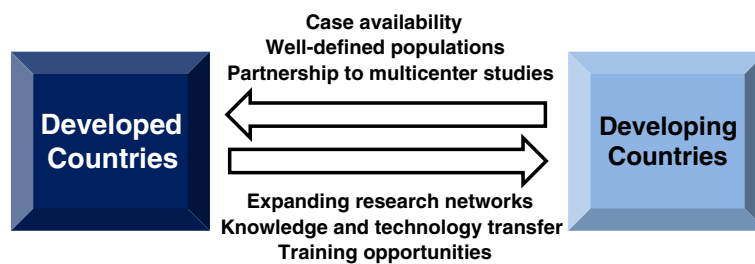 Case availability
Well-defined populations
Partnership to multicenter studies
Developed
Countries
Developing
Countries
Expanding research networks
Knowledge and technology transfer
Training opportunities